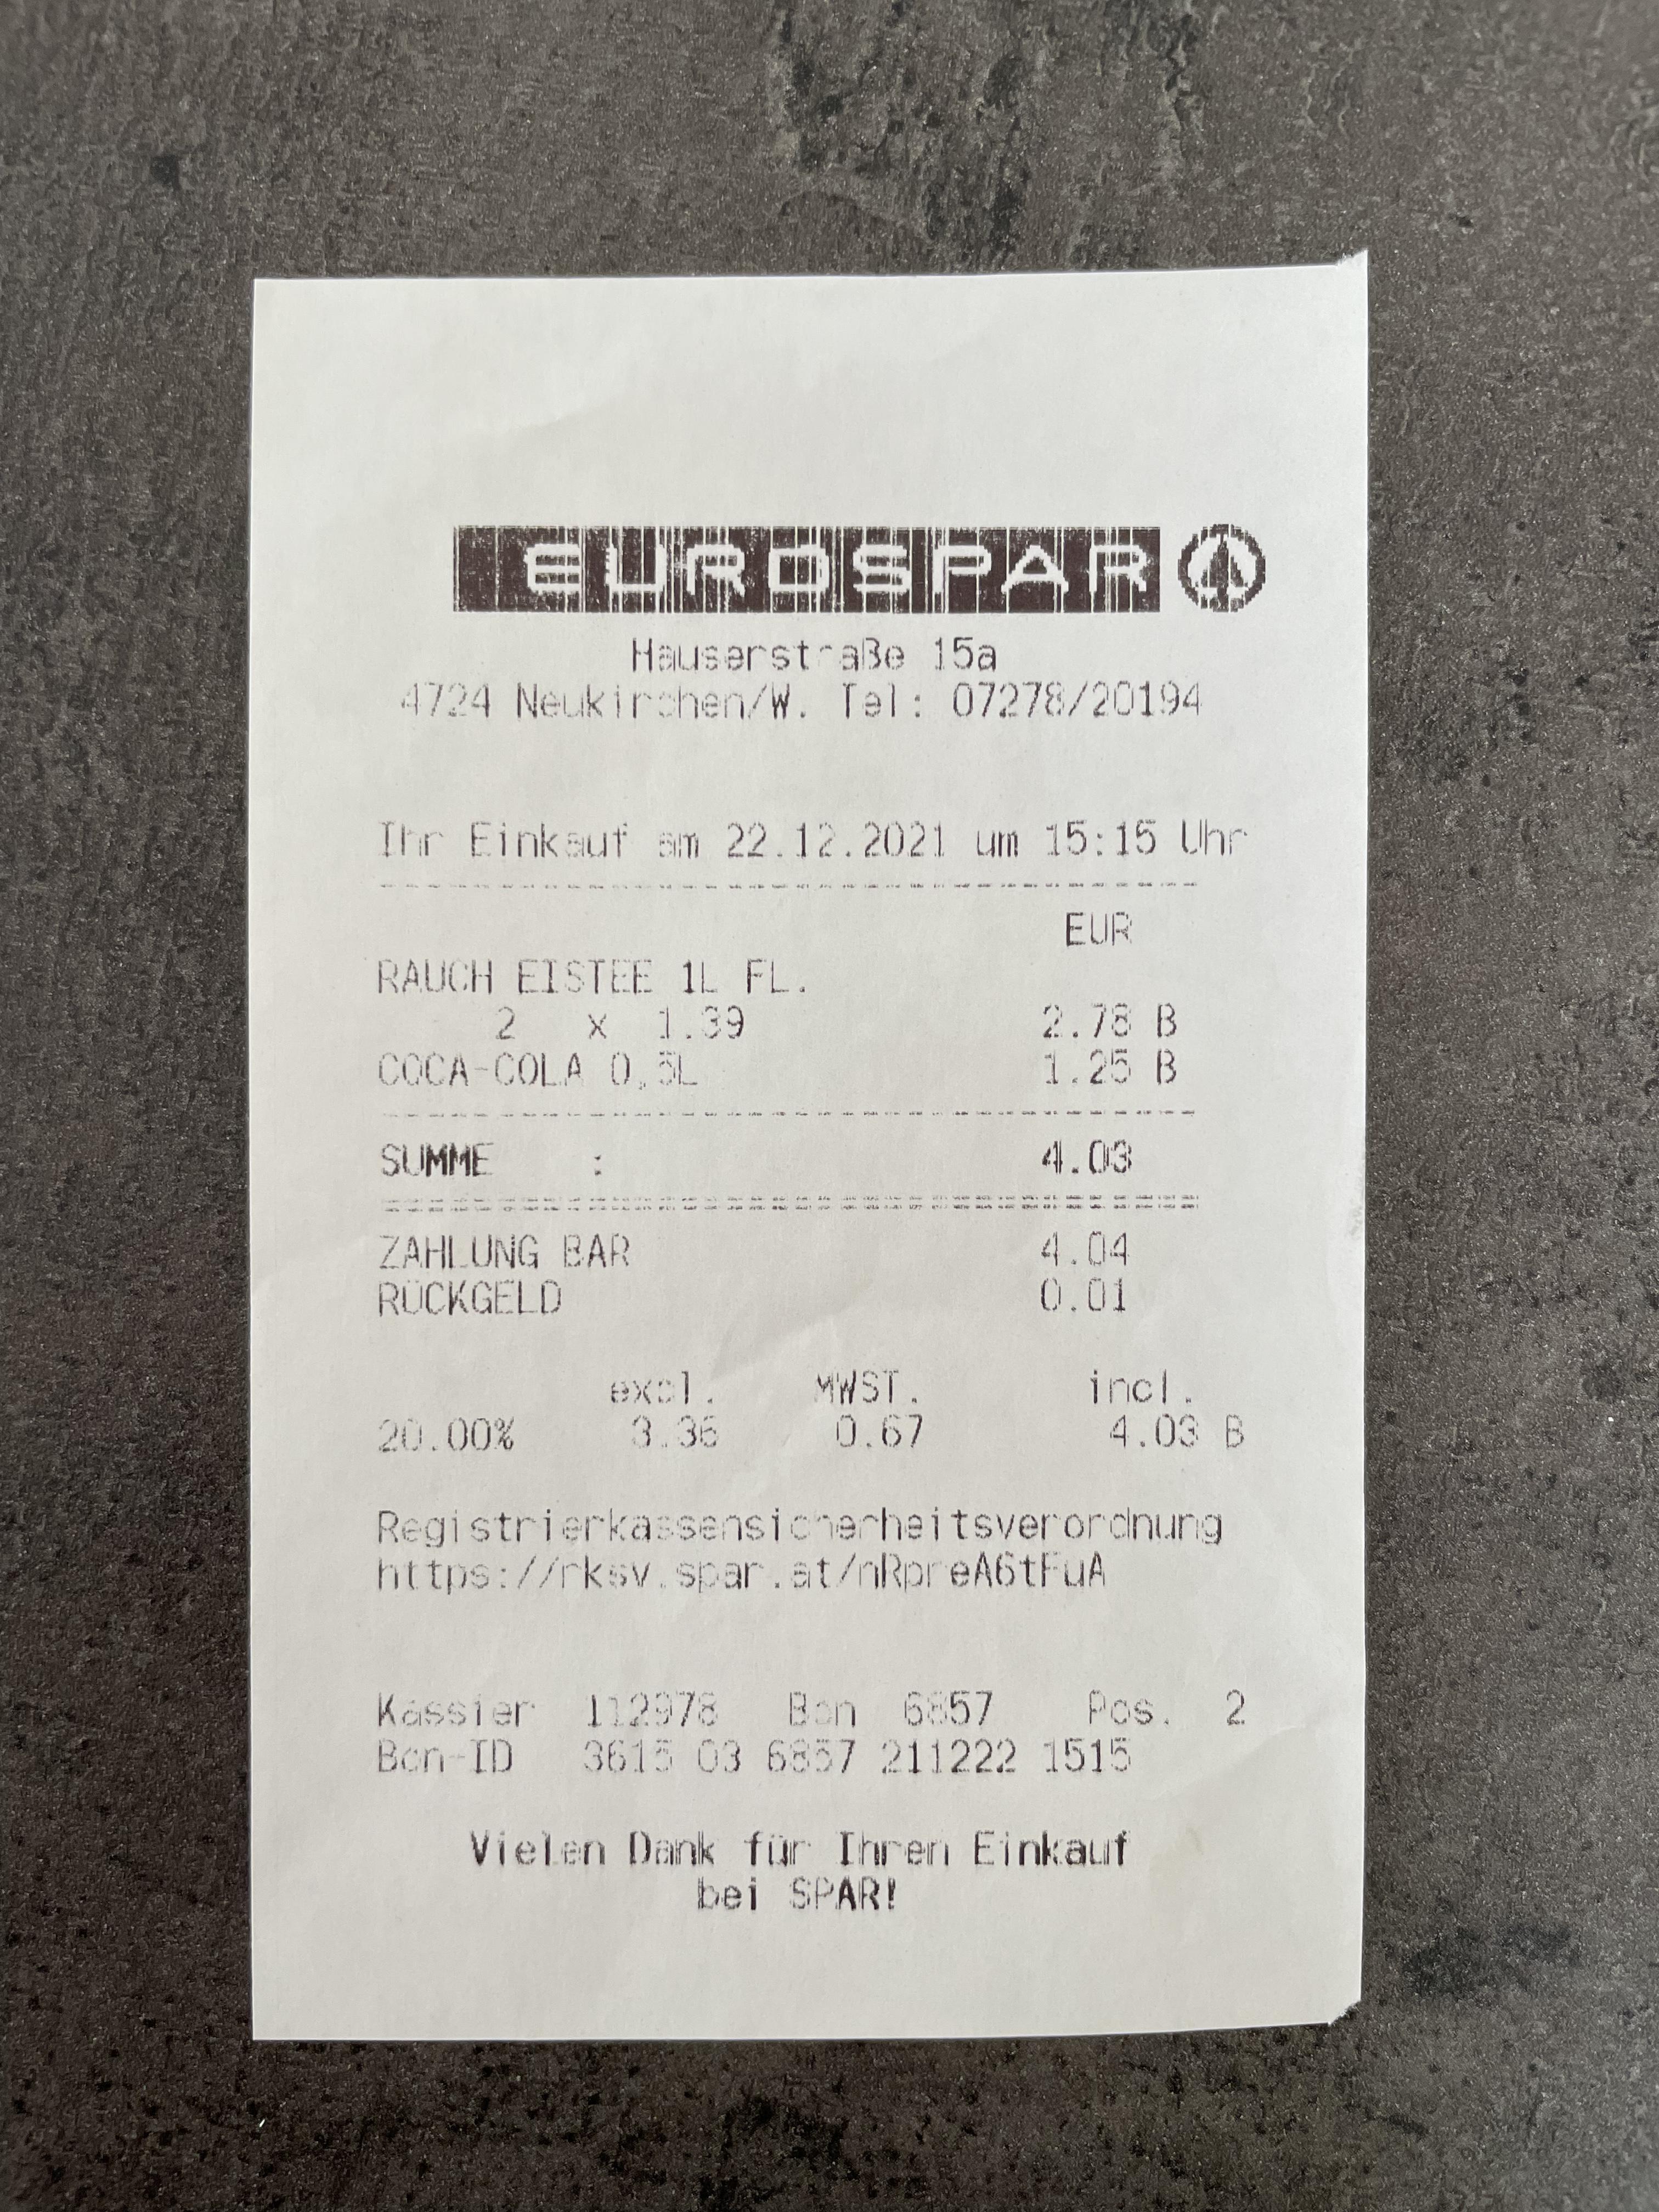 EUROSPAR
Hauserstraße 15a
4724 Neukirchen/W. Tel: 07278/20194
Ihr Einkauf am 22.12.2021 um 15:15 Uhr
EUR
RAUCH EISTEE 1L FL.
2 x 1.39 2.78 B
COCA-COLA 0,5L 1.25 B
SUMME : 4.03
ZAHLUNG BAR 4.04
RÜCKGELD 0.01
excl. MWST. incl.
20.00% 3.36 0.67 4.03 B
Registrierkassensicherheitsverordnung
https://rksv.spar.at/nRpreA6tFuA
Kassier 112978 Bon 6857 Pos. 2
Bon-ID 3615 03 6857 211222 1515
Vielen Dank für Ihren Einkauf
bei SPAR!